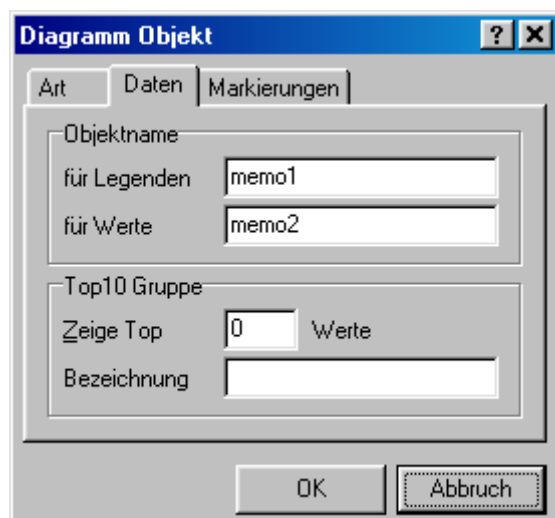 Diagramm Objekt
Art Daten Markierungen
Objektname
für Legenden memo1
für Werte memo2
Top10 Gruppe
Zeige Top 0 Werte
Bezeichnung
OK Abbruch